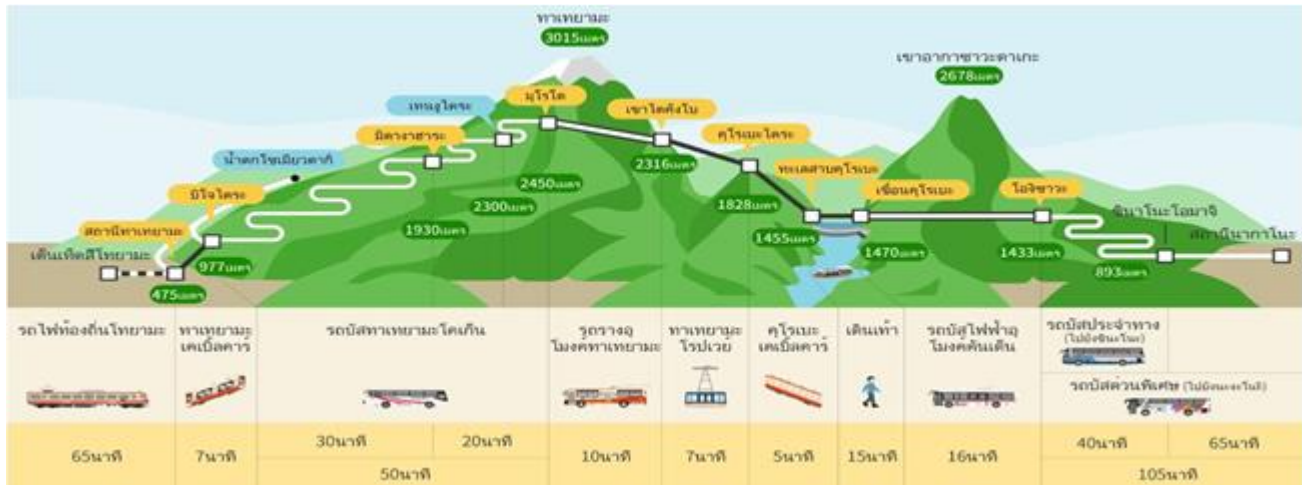 ทาเทยามะ
3015เมตร
เขาอากาซาวะดาเกะ
2678เมตร
เทนงูไดระ
มุโรโด
เขาไดคังโบ
มิดางาฮาระ
คุโรเบะไดระ
น้ำตกโชเมียวดากิ
2316เมตร
ทะเลสาบคุโรเบะ
บิโจไดระ
2450เมตร
เขื่อนคุโรเบะ
โอกิซาวะ
2300เมตร
1828เมตร
ชินาโนะโอมาจิ
สถานีทาเทยามะ
1930เมตร
1455เมตร
สถานีนากาโนะ
เด็นเท็ตสึโทยามะ
977เมตร
1470เมตร
1433เมตร
893เมตร
475เมตร
รถไฟท้องถิ่นโทยามะ
ทาเทยามะ
เคเบิ้ลคาร์
รถบัสทาเทยามะโคเก็น
รถรางอุ
โมงค์ทาเทยามะ
ทาเทยามะ
โรปเวย์
คุโรเบะ
เคเบิ้ลคาร์
เดินเท้า
รถบัสไฟฟ้าอุ
โมงค์คันเด็น
รถบัสประจำทาง
(ไปยังชินะโนะ)
รถบัสด่วนพิเศษ
65นาที
7นาที
30นาที
20นาที
50นาที
10นาที
7นาที
5นาที
15นาที
16นาที
40นาที
65นาที
105นาที